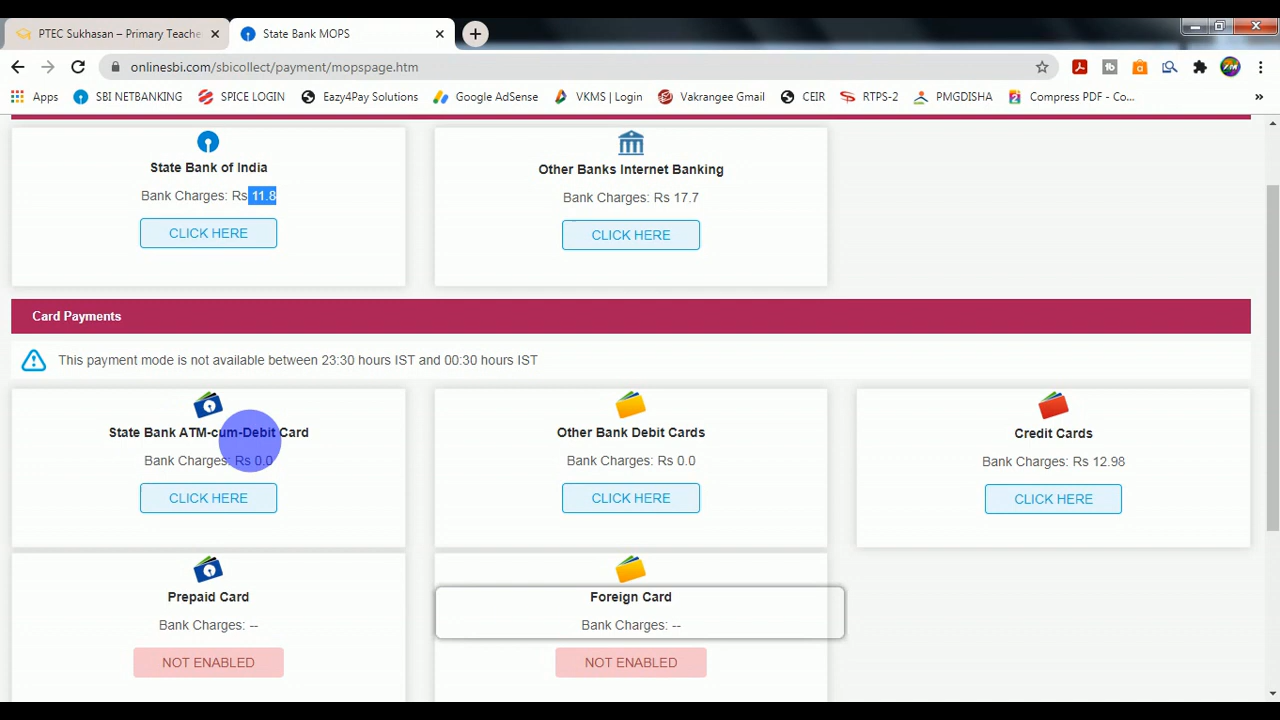 PTEC Sukhasan – Primary Teache
State Bank MOPS
onlinesbi.com/sbicollect/payment/mopspage.htm
Apps SBI NETBANKING SPICE LOGIN Eazy4Pay Solutions Google AdSense VKMS | Login Vakrangee Gmail CEIR RTPS-2 PMGDISHA Compress PDF - Co... »
State Bank of India
Bank Charges: Rs 11.8
CLICK HERE
Other Banks Internet Banking
Bank Charges: Rs 17.7
CLICK HERE
Card Payments
This payment mode is not available between 23:30 hours IST and 00:30 hours IST
State Bank ATM-cum-Debit Card
Bank Charges: Rs 0.0
CLICK HERE
Other Bank Debit Cards
Bank Charges: Rs 0.0
CLICK HERE
Credit Cards
Bank Charges: Rs 12.98
CLICK HERE
Prepaid Card
Bank Charges: --
NOT ENABLED
Foreign Card
Bank Charges: --
NOT ENABLED